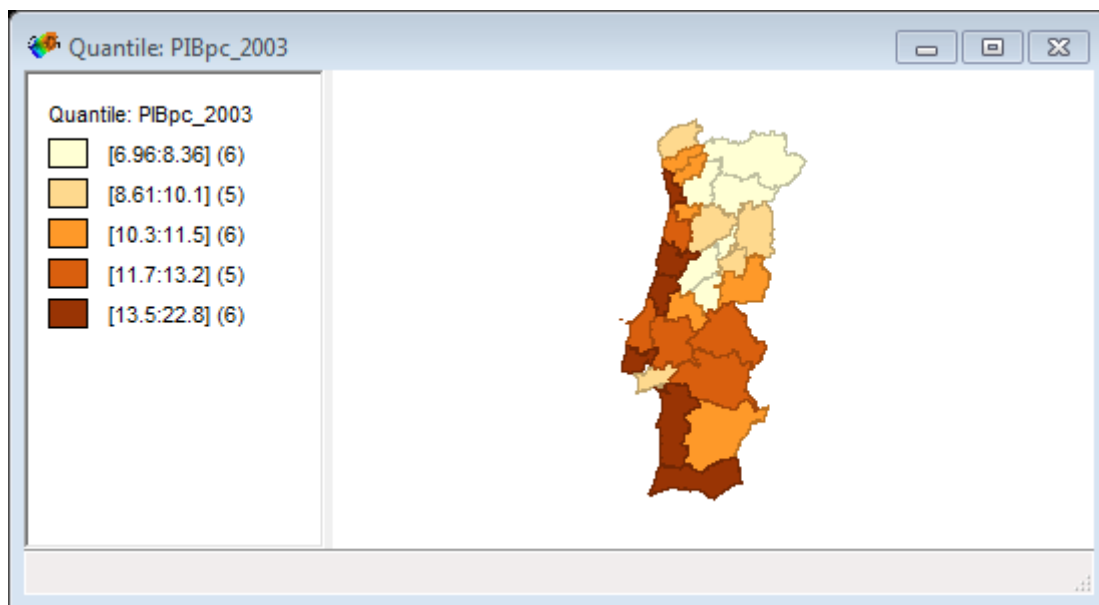 Quantile: PIBpc_2003
Quantile: PIBpc_2003
[6.96:8.36] (6)
[8.61:10.1] (5)
[10.3:11.5] (6)
[11.7:13.2] (5)
[13.5:22.8] (6)